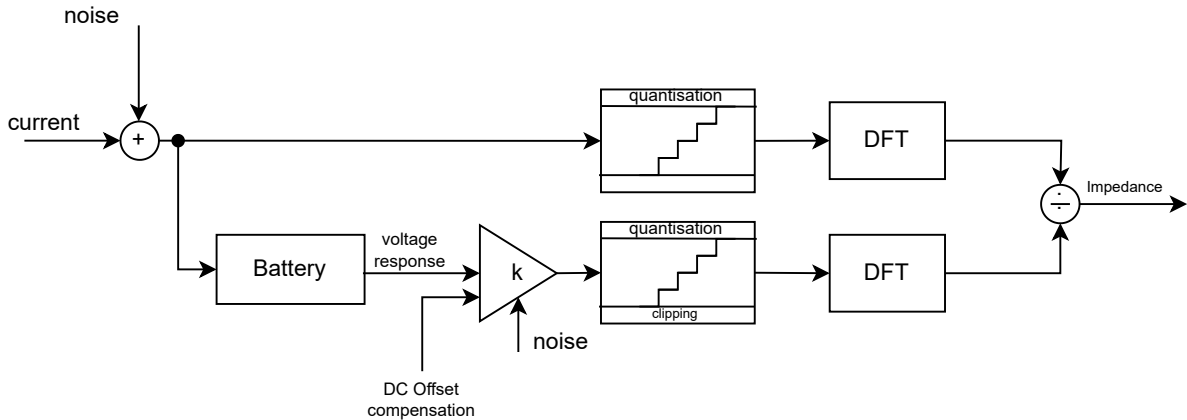 noise
current
+
quantisation
DFT
Impedance
÷
quantisation
voltage
response
Battery
k
DFT
clipping
noise
DC Offset
compensation